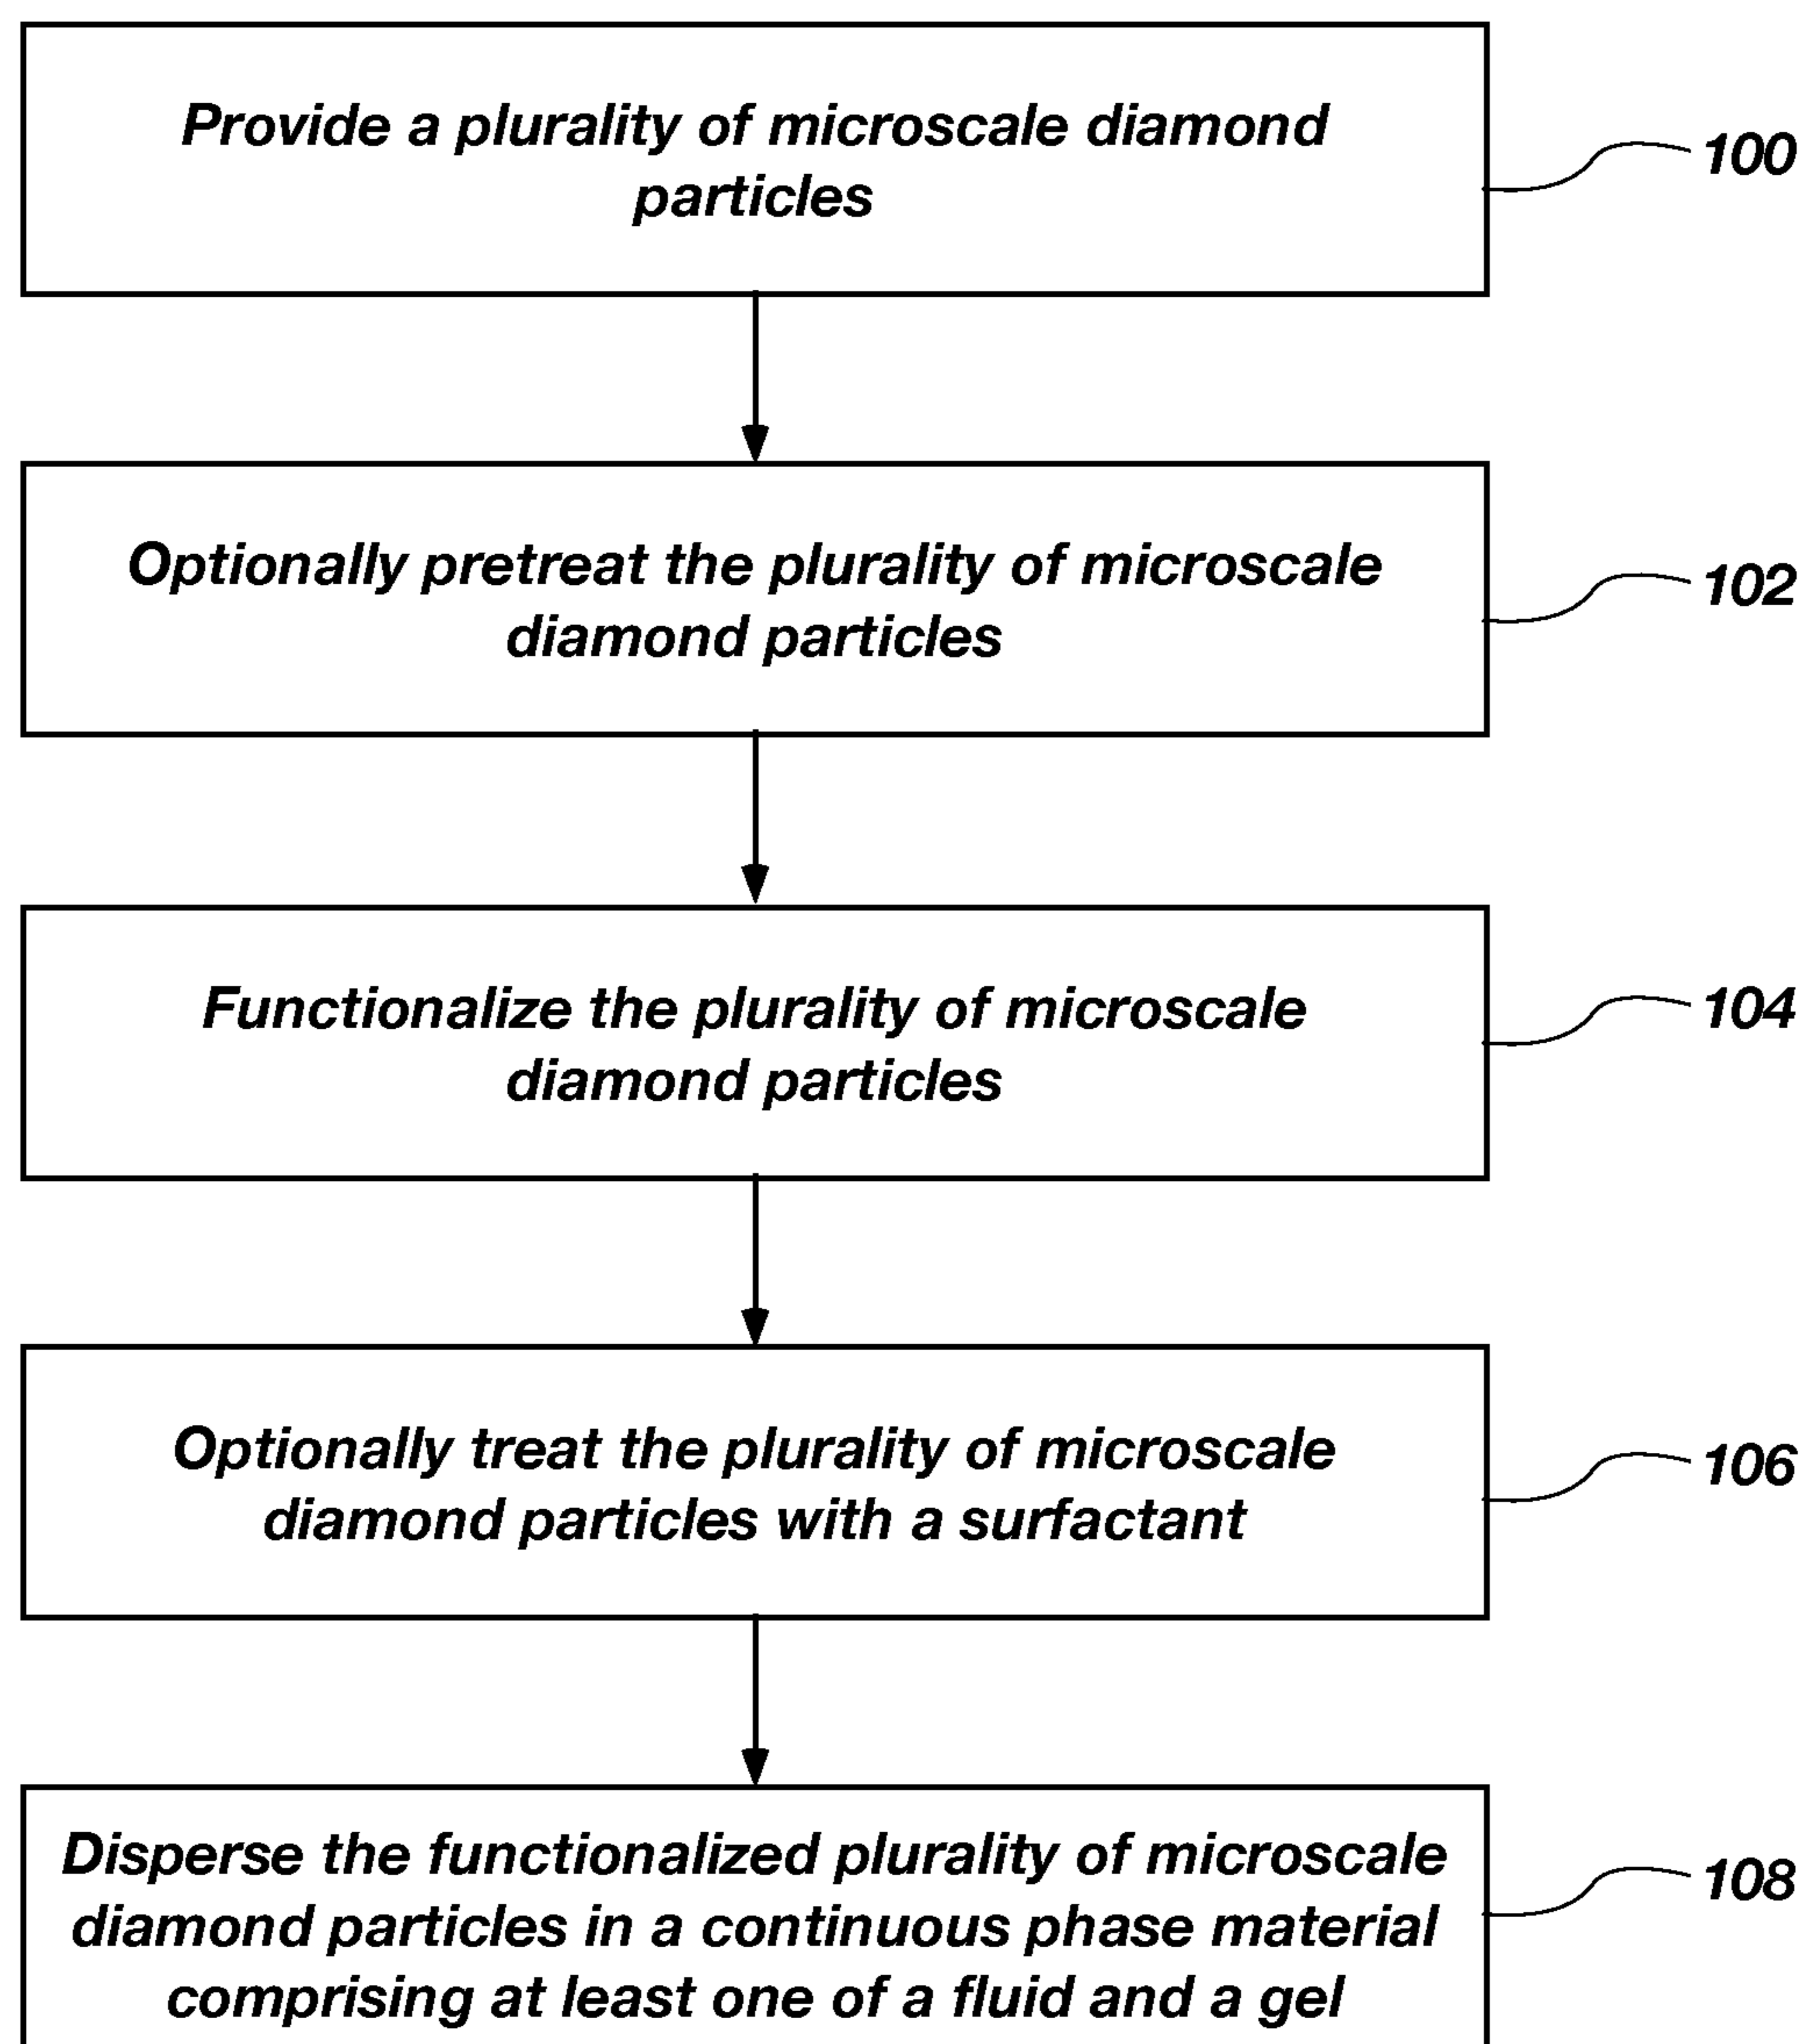 Provide a plurality of microscale diamond
particles
100
Optionally pretreat the plurality of microscale
diamond particles
102
Functionalize the plurality of microscale
diamond particles
104
Optionally treat the plurality of microscale
diamond particles with a surfactant
106
Disperse the functionalized plurality of microscale
diamond particles in a continuous phase material
comprising at least one of a fluid and a gel
108